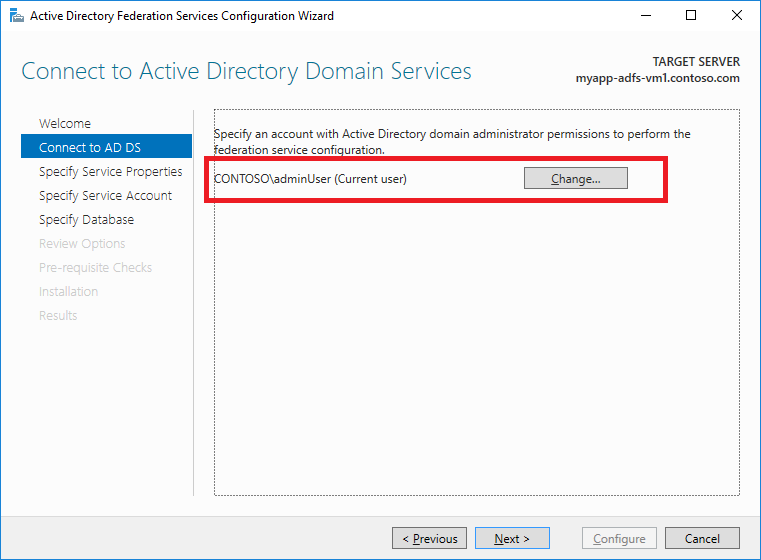 Active Directory Federation Services Configuration Wizard
Connect to Active Directory Domain Services
TARGET SERVER
myapp-adfs-vm1.contoso.com
Welcome
Connect to AD DS
Specify Service Properties
Specify Service Account
Specify Database
Review Options
Pre-requisite Checks
Installation
Results
Specify an account with Active Directory domain administrator permissions to perform the
federation service configuration.
CONTOSO\adminUser (Current user)
Change...
< Previous
Next >
Configure
Cancel